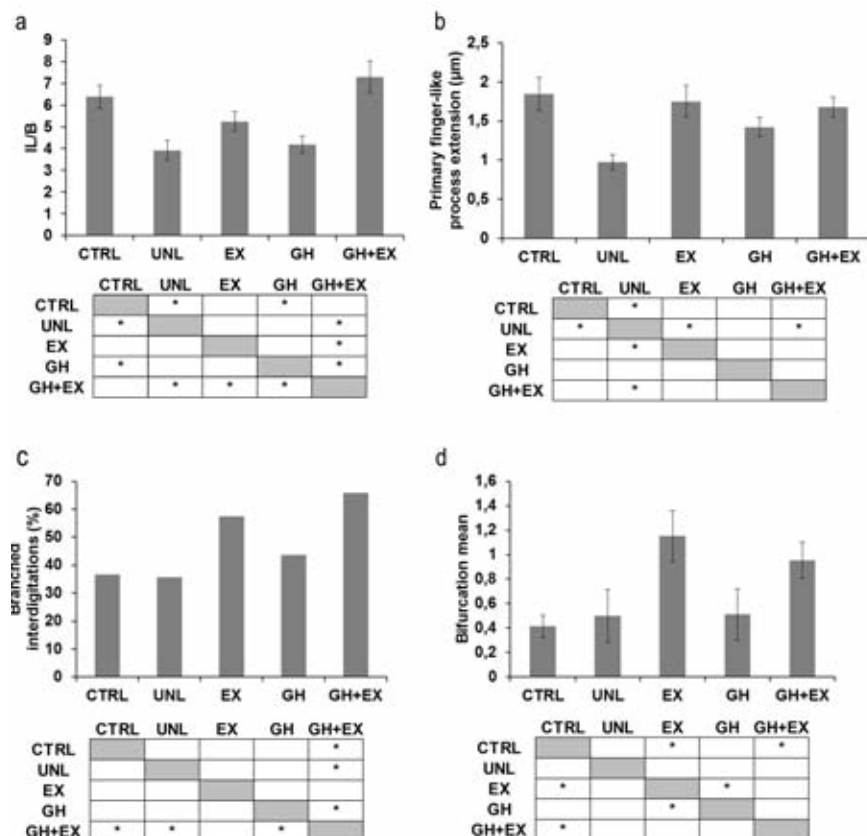 a
9
8
7
6
5
4
3
2
1
0
IL/B
CTRL UNL EX GH GH+EX
CTRL UNL EX GH GH+EX
CTRL * *
UNL * *
EX *
GH * *
GH+EX * * *
b
2,5
2
1,5
1
0,5
0
Primary finger-like
process extension (µm)
CTRL UNL EX GH GH+EX
CTRL UNL EX GH GH+EX
CTRL *
UNL * * *
EX *
GH
GH+EX *
c
70
60
50
40
30
20
10
0
Branched
interdigitations (%)
CTRL UNL EX GH GH+EX
CTRL UNL EX GH GH+EX
CTRL *
UNL *
EX
GH *
GH+EX * * *
d
1,6
1,4
1,2
1
0,8
0,6
0,4
0,2
0
Bifurcation mean
CTRL UNL EX GH GH+EX
CTRL UNL EX GH GH+EX
CTRL * *
UNL
EX * *
GH *
GH+EX *